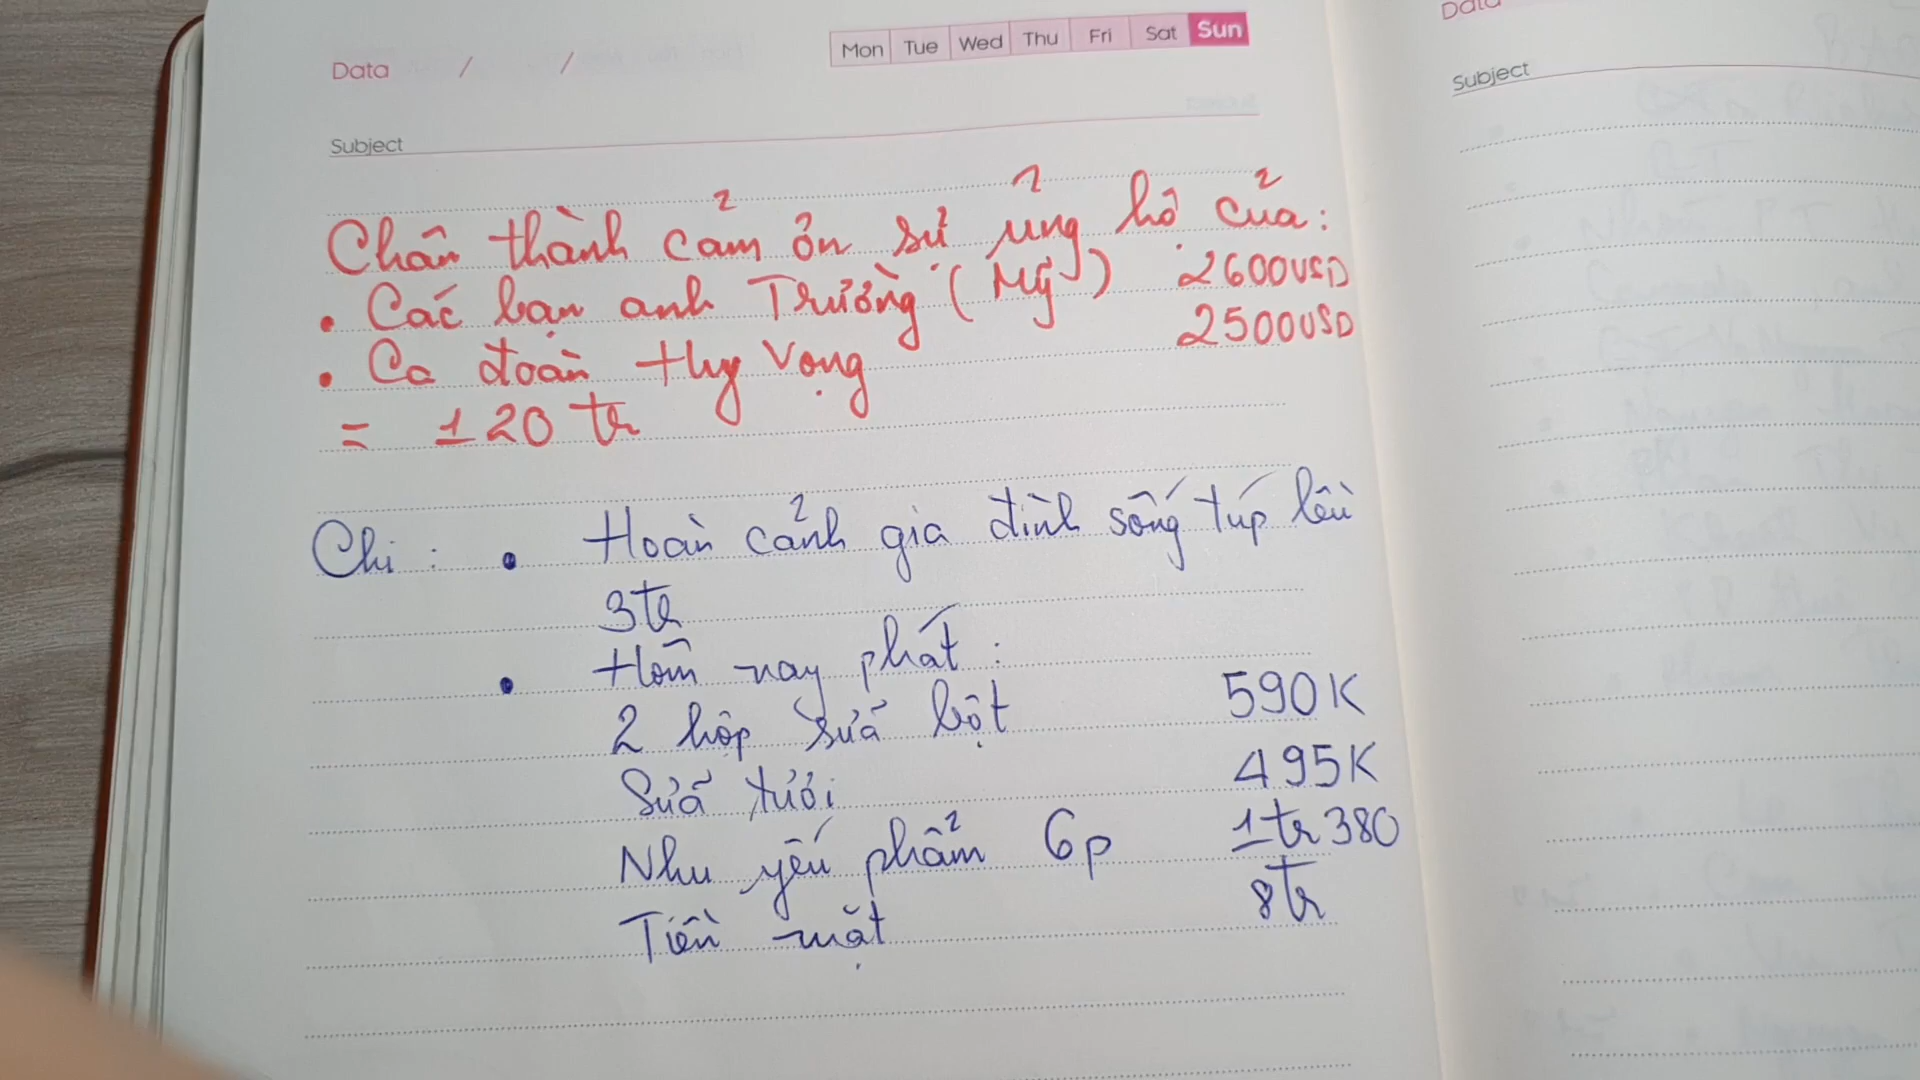 Data / /
Mon Tue Wed Thu Fri Sat Sun
Subject
Chân thành cảm ơn sự ủng hộ của:
• Các bạn anh Trường (Mỹ) 2600USD
• Ca đoàn Hy Vọng 2500USD
= 120 tr
Chi : • Hoàn cảnh gia đình sống túp lều
3tr
• Hôm nay phát :
2 hộp sữa bột 590K
Sữa tươi 495K
Nhu yếu phẩm 6p 1tr380
Tiền mặt 8tr
Data
Subject